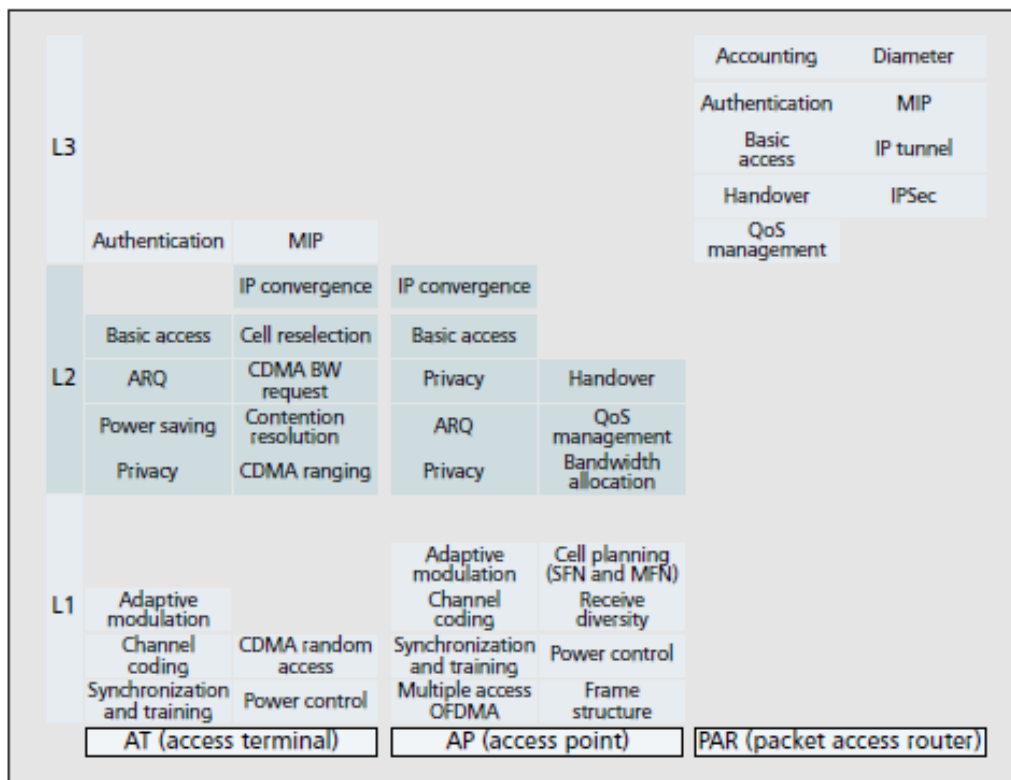 Accounting Diameter
Authentication MIP
L3
Basic
access
IP tunnel
Handover IPSec
QoS
management
Authentication MIP
IP convergence IP convergence
Basic access Cell reselection Basic access
L2
ARQ
CDMA BW
request
Privacy Handover
Power saving
Contention
resolution
ARQ
QoS
management
Privacy CDMA ranging Privacy
Bandwidth
allocation
Adaptive
modulation
Cell planning
(SFN and MFN)
L1
Adaptive
modulation
Channel
coding
Receive
diversity
Channel
coding
CDMA random
access
Synchronization
and training
Power control
Synchronization
and training
Power control
Multiple access
OFDMA
Frame
structure
AT (access terminal) AP (access point) PAR (packet access router)